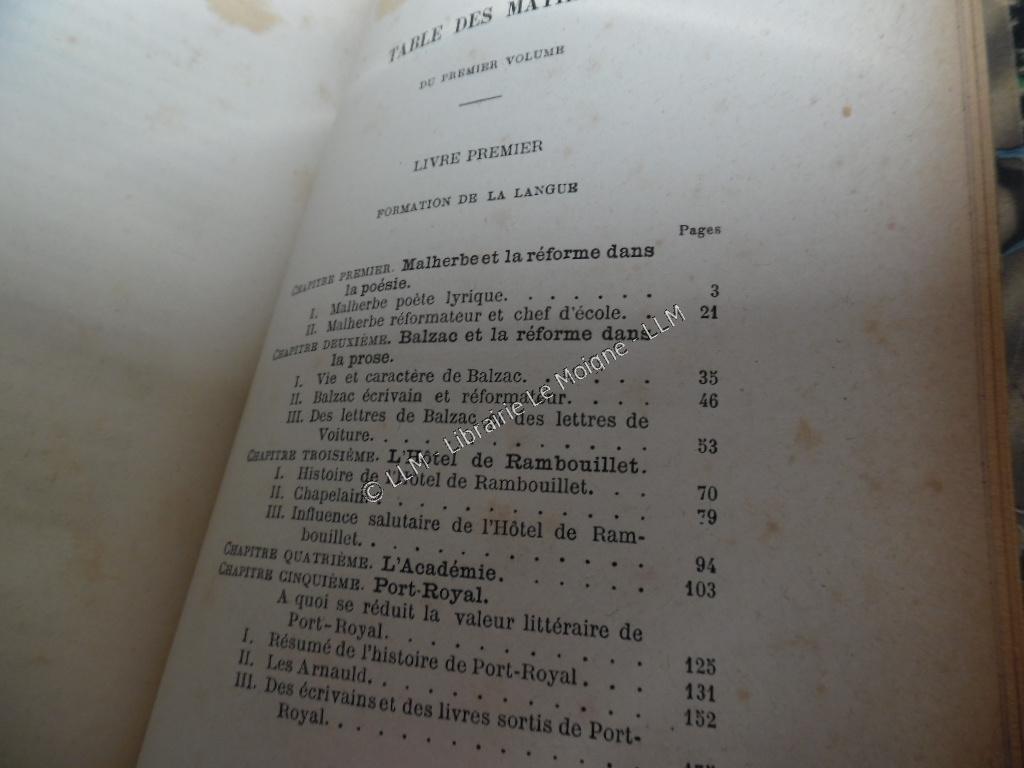 TABLE DES
DU PREMIER VOLUME
LIVRE PREMIER
FORMATION DE LA LANGUE
Pages
CHAPITRE PREMIER. Malherbe et la réforme dans
la poésie.
I. Malherbe poète lyrique. . . . . . . 3
II. Malherbe réformateur et chef d'école. . 21
CHAPITRE DEUXIÈME. Balzac et la réforme dans
la prose.
I. Vie et caractère de Balzac. . . . . . . 35
II. Balzac écrivain et réformateur. . . . . 46
III. Des lettres de Balzac et des lettres de
Voiture. . . . . . . . . . . . . 53
CHAPITRE TROISIÈME. L'Hôtel de Rambouillet.
I. Histoire de l'Hôtel de Rambouillet. . . 70
II. Chapelain. . . . . . . . . . . . 79
III. Influence salutaire de l'Hôtel de Ram-
bouillet. . . . . . . . . . . . 94
CHAPITRE QUATRIÈME. L'Académie. . . . . . 103
CHAPITRE CINQUIÈME. Port-Royal.
A quoi se réduit la valeur littéraire de
Port-Royal. . . . . . . . . . . 125
I. Résumé de l'histoire de Port-Royal . . . 131
II. Les Arnauld. . . . . . . . . . . 152
III. Des écrivains et des livres sortis de Port-
Royal. . . . . . . . . . . . .
© LLM - Librairie Le Moigne - LLM